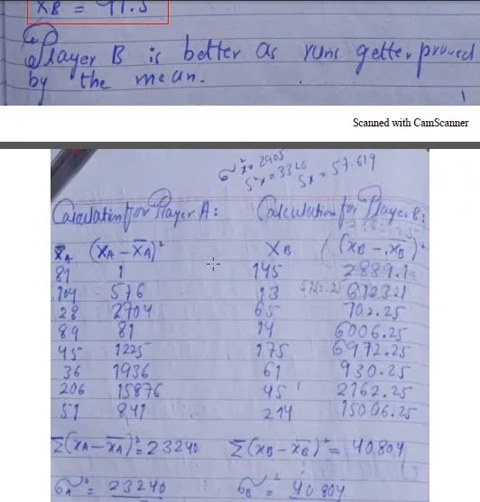 X̄B = 91.5
Player B is better as runs getter proved
by the mean.
Scanned with CamScanner
σ²x = 2905
S²x = 3320
Sx = 57.619
Calculation for Player A: Calculation for Player B:
XA (XA – X̄A)² XB (XB – X̄B)²
81 1 145
104 576 13
28 2704 65 702.25
89 81 14 6006.25
45 1225 175 6972.25
36 1936 61 930.25
206 15876 45 2162.25
51 841 214 15006.25
Σ(XA – X̄A)² = 23240 Σ(XB – X̄B)² = 40804
σA² = 23240 σB² = 40804